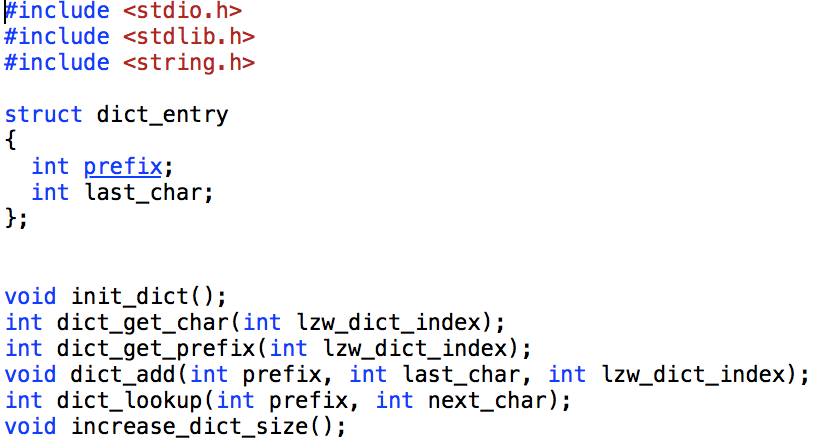 #include <stdio.h>
#include <stdlib.h>
#include <string.h>

struct dict_entry
{
  int prefix;
  int last_char;
};


void init_dict();
int dict_get_char(int lzw_dict_index);
int dict_get_prefix(int lzw_dict_index);
void dict_add(int prefix, int last_char, int lzw_dict_index);
int dict_lookup(int prefix, int next_char);
void increase_dict_size();